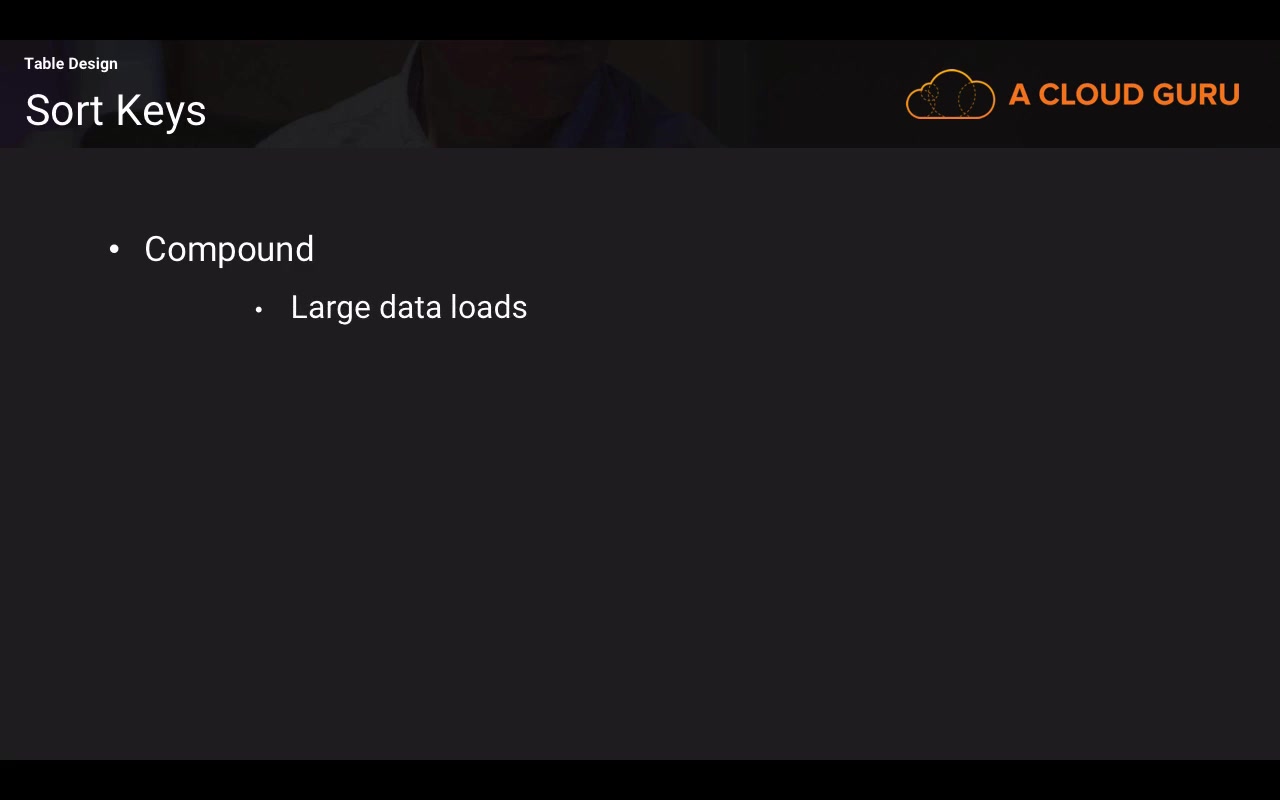 Table Design
Sort Keys
A CLOUD GURU
• Compound
• Large data loads